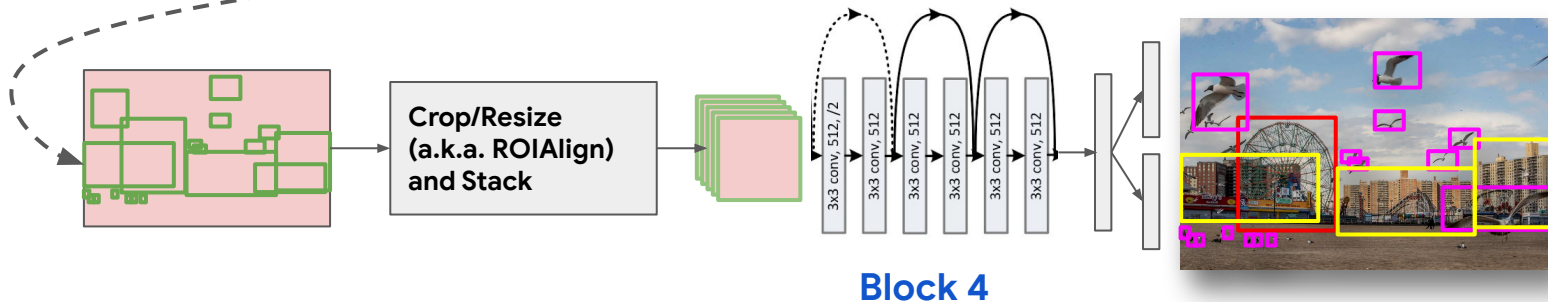 Crop/Resize
(a.k.a. ROIAlign)
and Stack
3x3 conv, 512, /2
3x3 conv, 512
3x3 conv, 512
3x3 conv, 512
3x3 conv, 512
3x3 conv, 512
Block 4